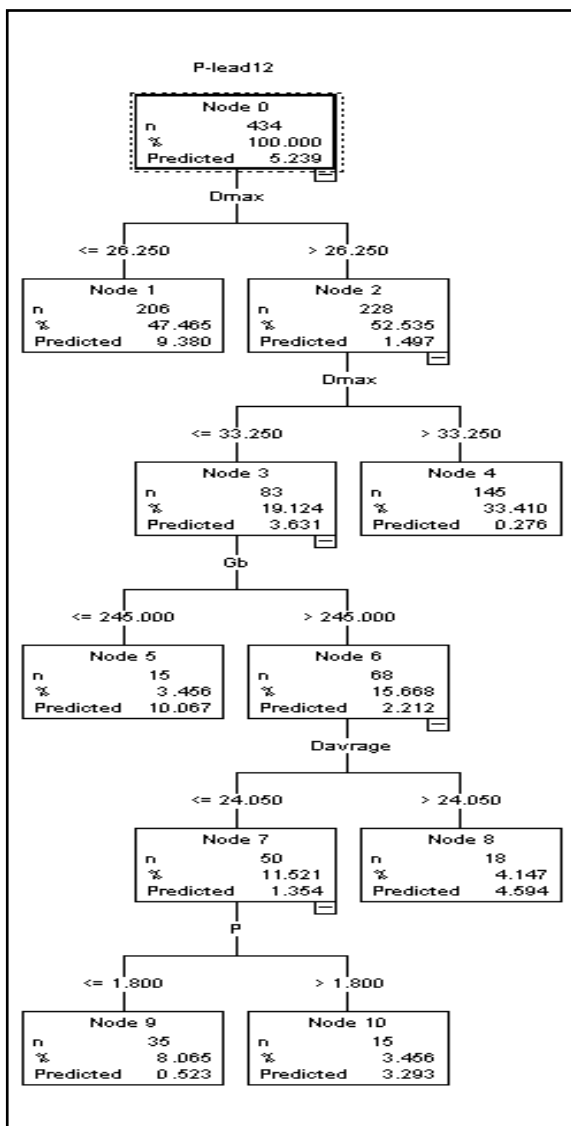 P-lead12
Node 0
n 434
% 100.000
Predicted 5.239
Dmax
<= 26.250 > 26.250
Node 1 Node 2
n 206 n 228
% 47.465 % 52.535
Predicted 9.380 Predicted 1.497
Dmax
<= 33.250 > 33.250
Node 3 Node 4
n 83 n 145
% 19.124 % 33.410
Predicted 3.631 Predicted 0.276
Gb
<= 245.000 > 245.000
Node 5 Node 6
n 15 n 68
% 3.456 % 15.668
Predicted 10.067 Predicted 2.212
Davrage
<= 24.050 > 24.050
Node 7 Node 8
n 50 n 18
% 11.521 % 4.147
Predicted 1.354 Predicted 4.594
P
<= 1.800 > 1.800
Node 9 Node 10
n 35 n 15
% 8.065 % 3.456
Predicted 0.523 Predicted 3.293